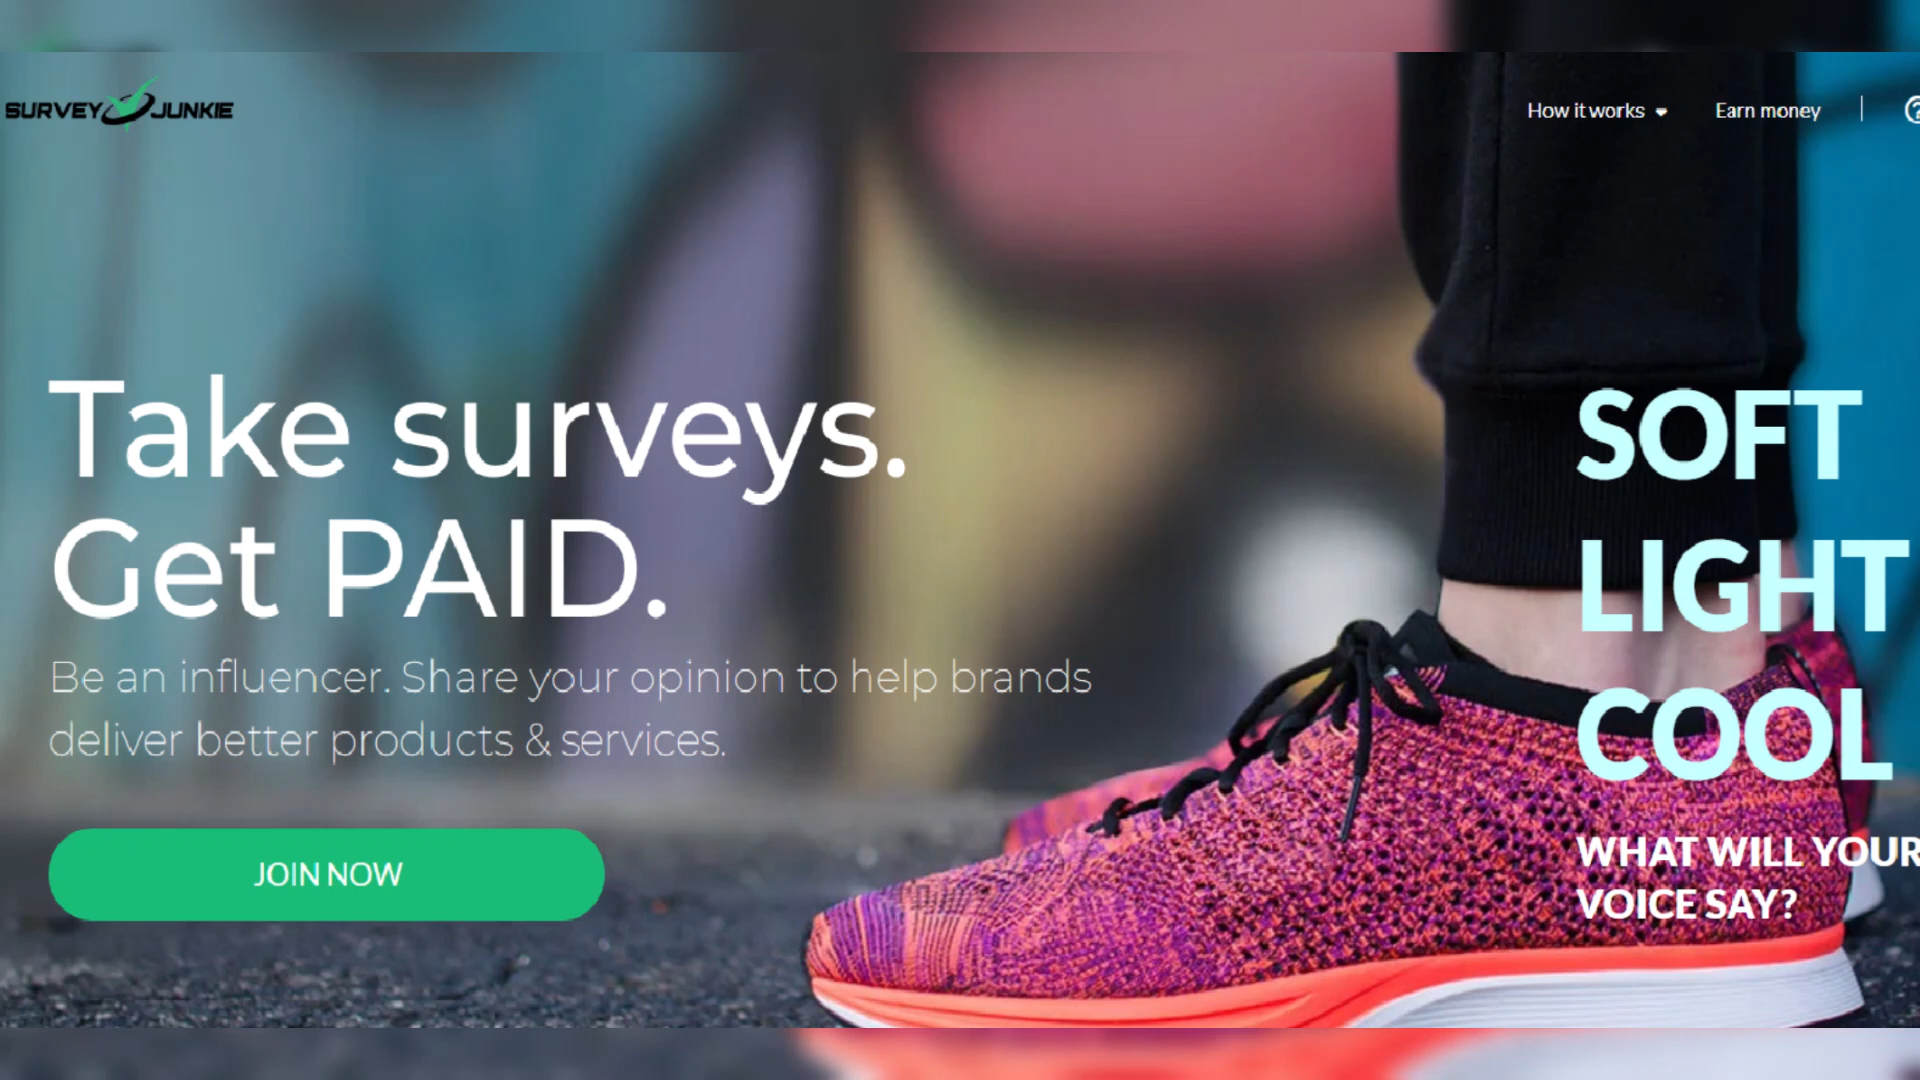 SURVEY JUNKIE
How it works
Earn money
Take surveys.
Get PAID.
Be an influencer. Share your opinion to help brands
deliver better products & services.
JOIN NOW
SOFT
LIGHT
COOL
WHAT WILL YOUR
VOICE SAY?